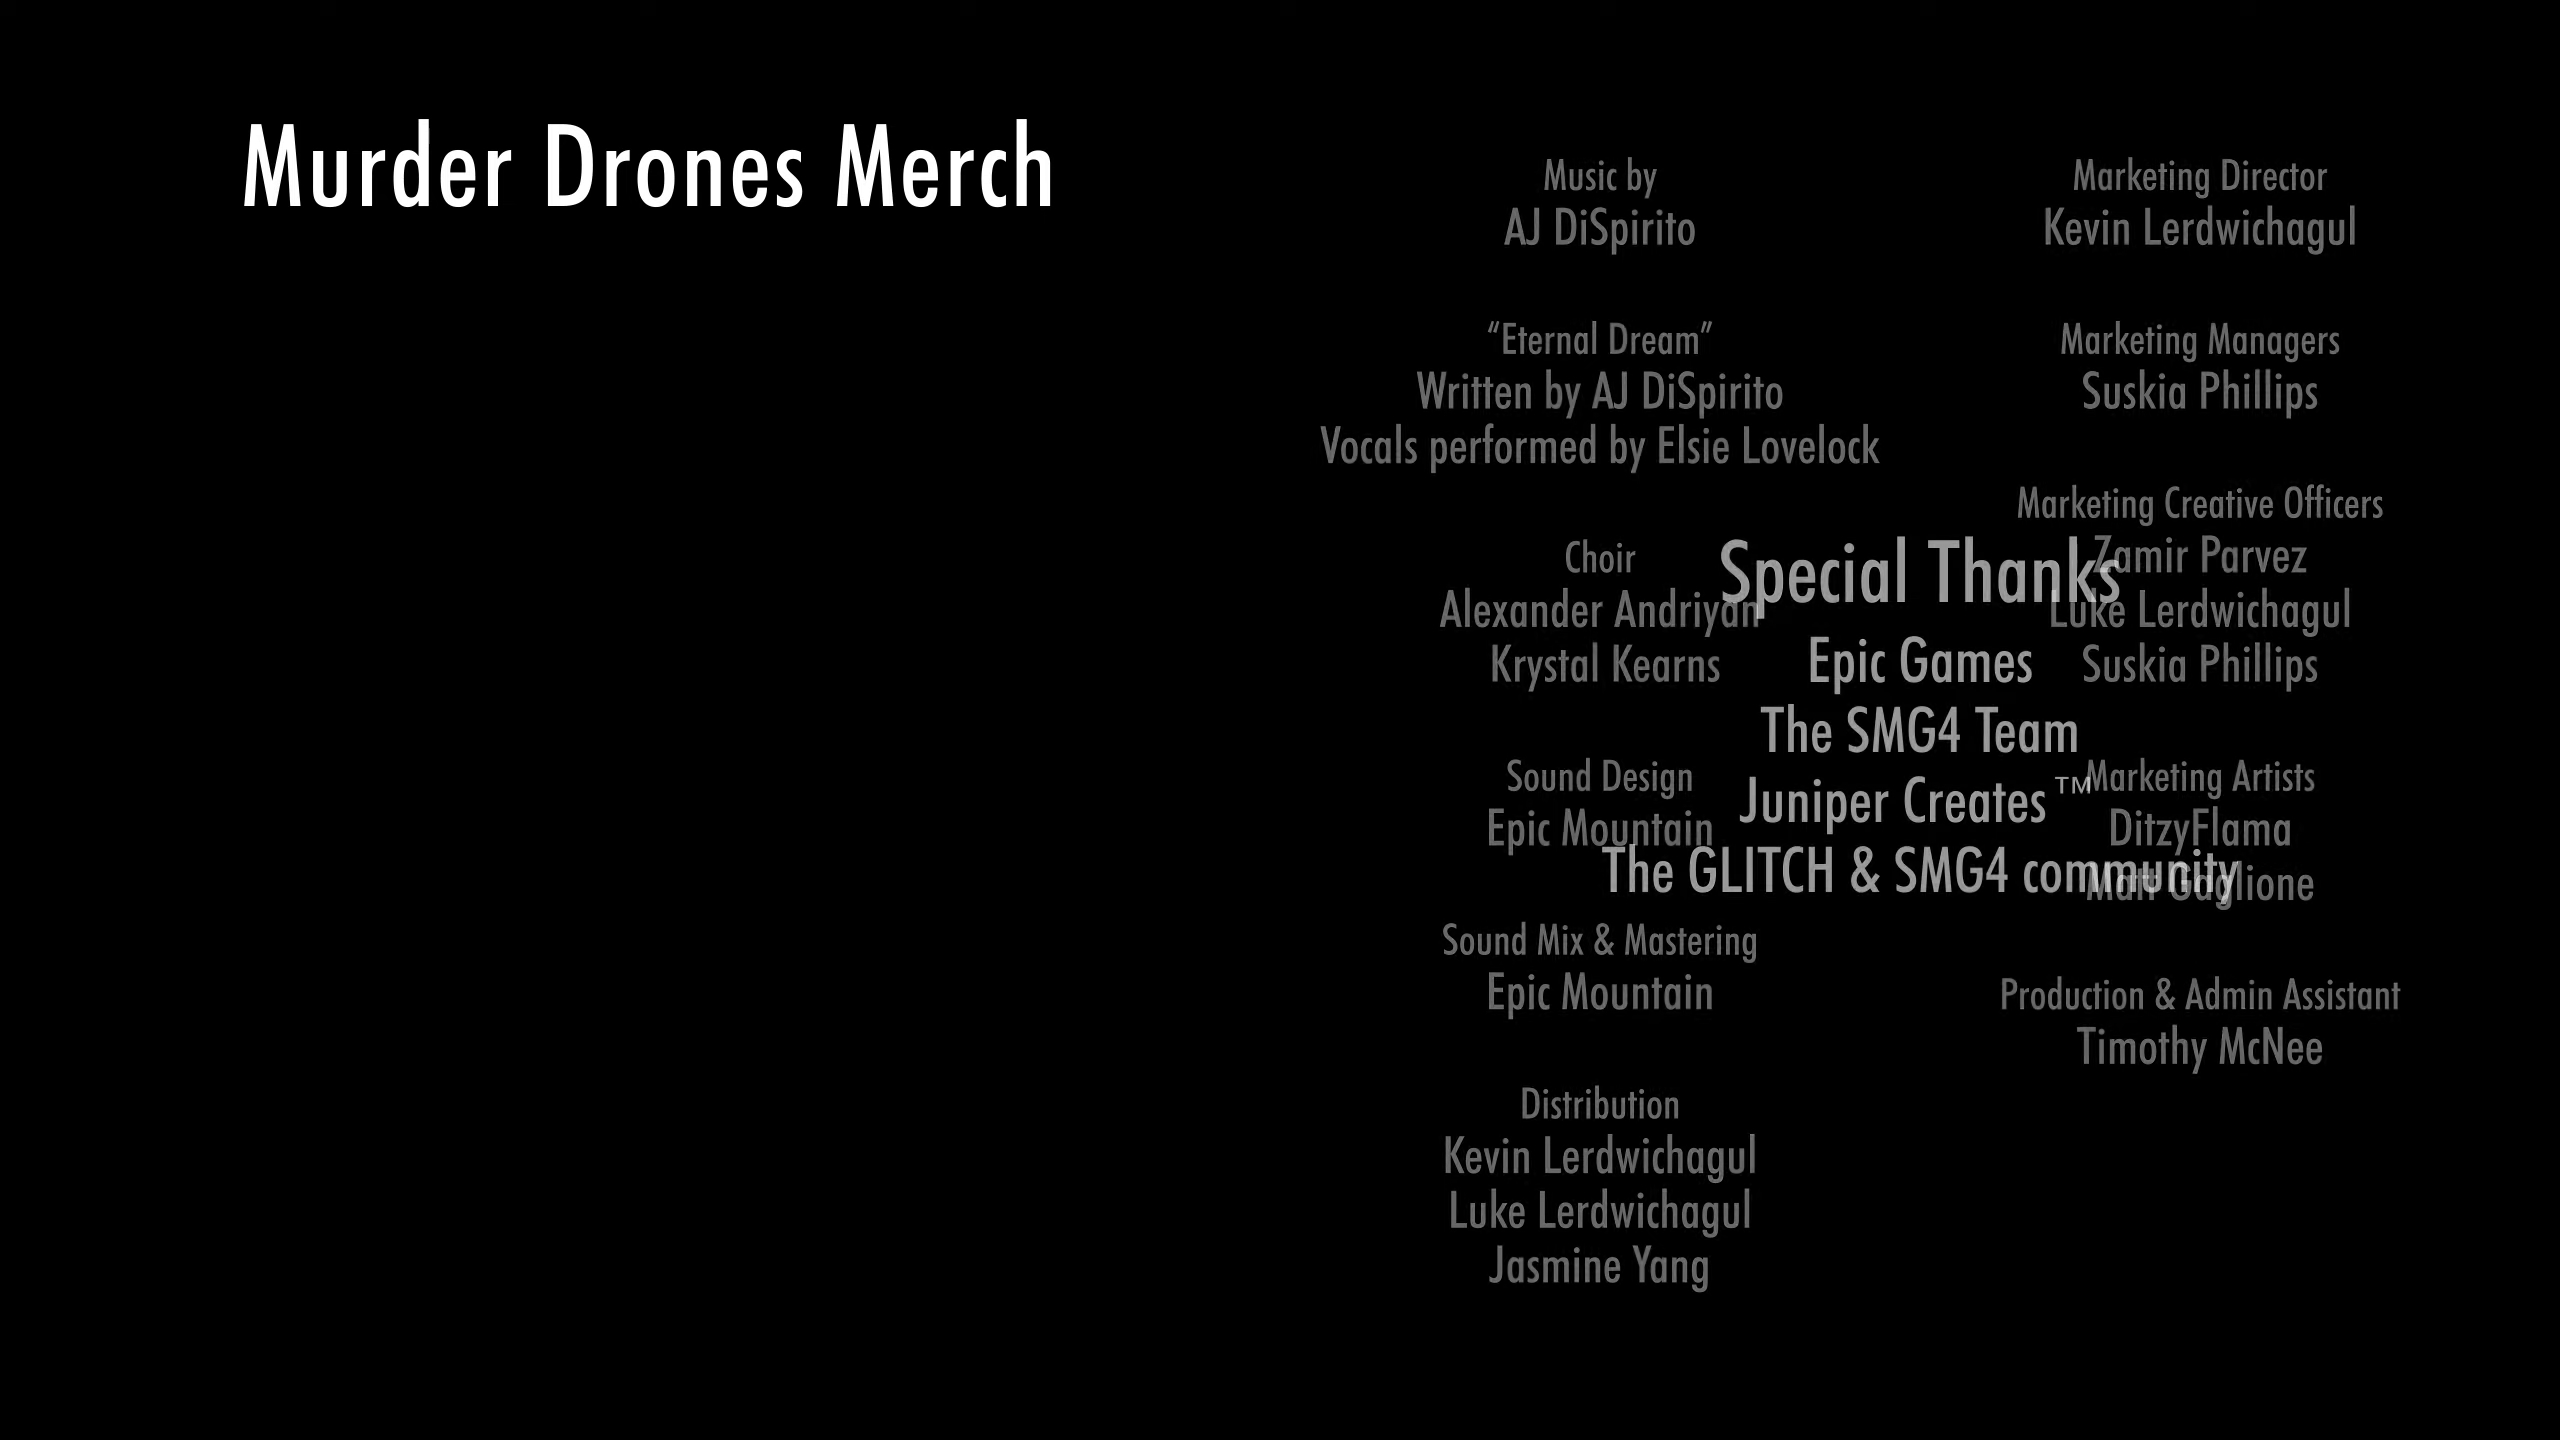 Murder Drones Merch
Music by
AJ DiSpirito
“Eternal Dream”
Written by AJ DiSpirito
Vocals performed by Elsie Lovelock
Choir
Alexander Andriyan
Krystal Kearns
Sound Design
Epic Mountain
Sound Mix & Mastering
Epic Mountain
Distribution
Kevin Lerdwichagul
Luke Lerdwichagul
Jasmine Yang
Special Thanks
Epic Games
The SMG4 Team
Juniper Creates™
The GLITCH & SMG4 community
Marketing Director
Kevin Lerdwichagul
Marketing Managers
Suskia Phillips
Marketing Creative Officers
Zamir Parvez
Luke Lerdwichagul
Suskia Phillips
Marketing Artists
DitzyFlama
Matt Gaglione
Production & Admin Assistant
Timothy McNee